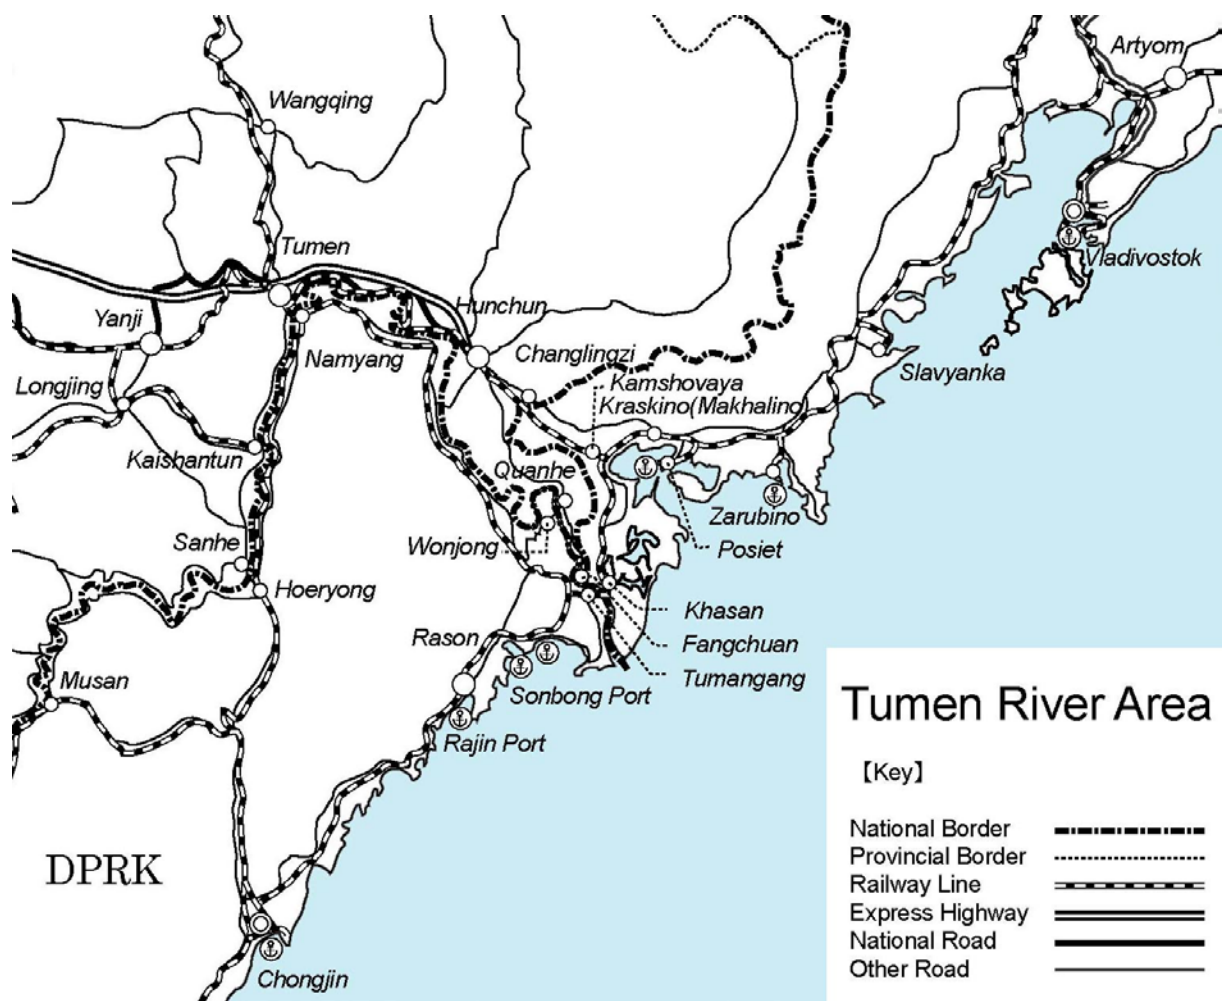 Artyom
Wangqing
Tumen
Vladivostok
Hunchun
Yanji
Namyang
Changlingzi
Slavyanka
Longjing
Kamshovaya
Kraskino(Makhalino)
Kaishantun
Quanhe
Zarubino
Sanhe
Wonjong
Posiet
Hoeryong
Khasan
Rason
Fangchuan
Musan
Tumangang
Sonbong Port
Rajin Port
DPRK
Chongjin
Tumen River Area
【Key】
National Border
Provincial Border
Railway Line
Express Highway
National Road
Other Road